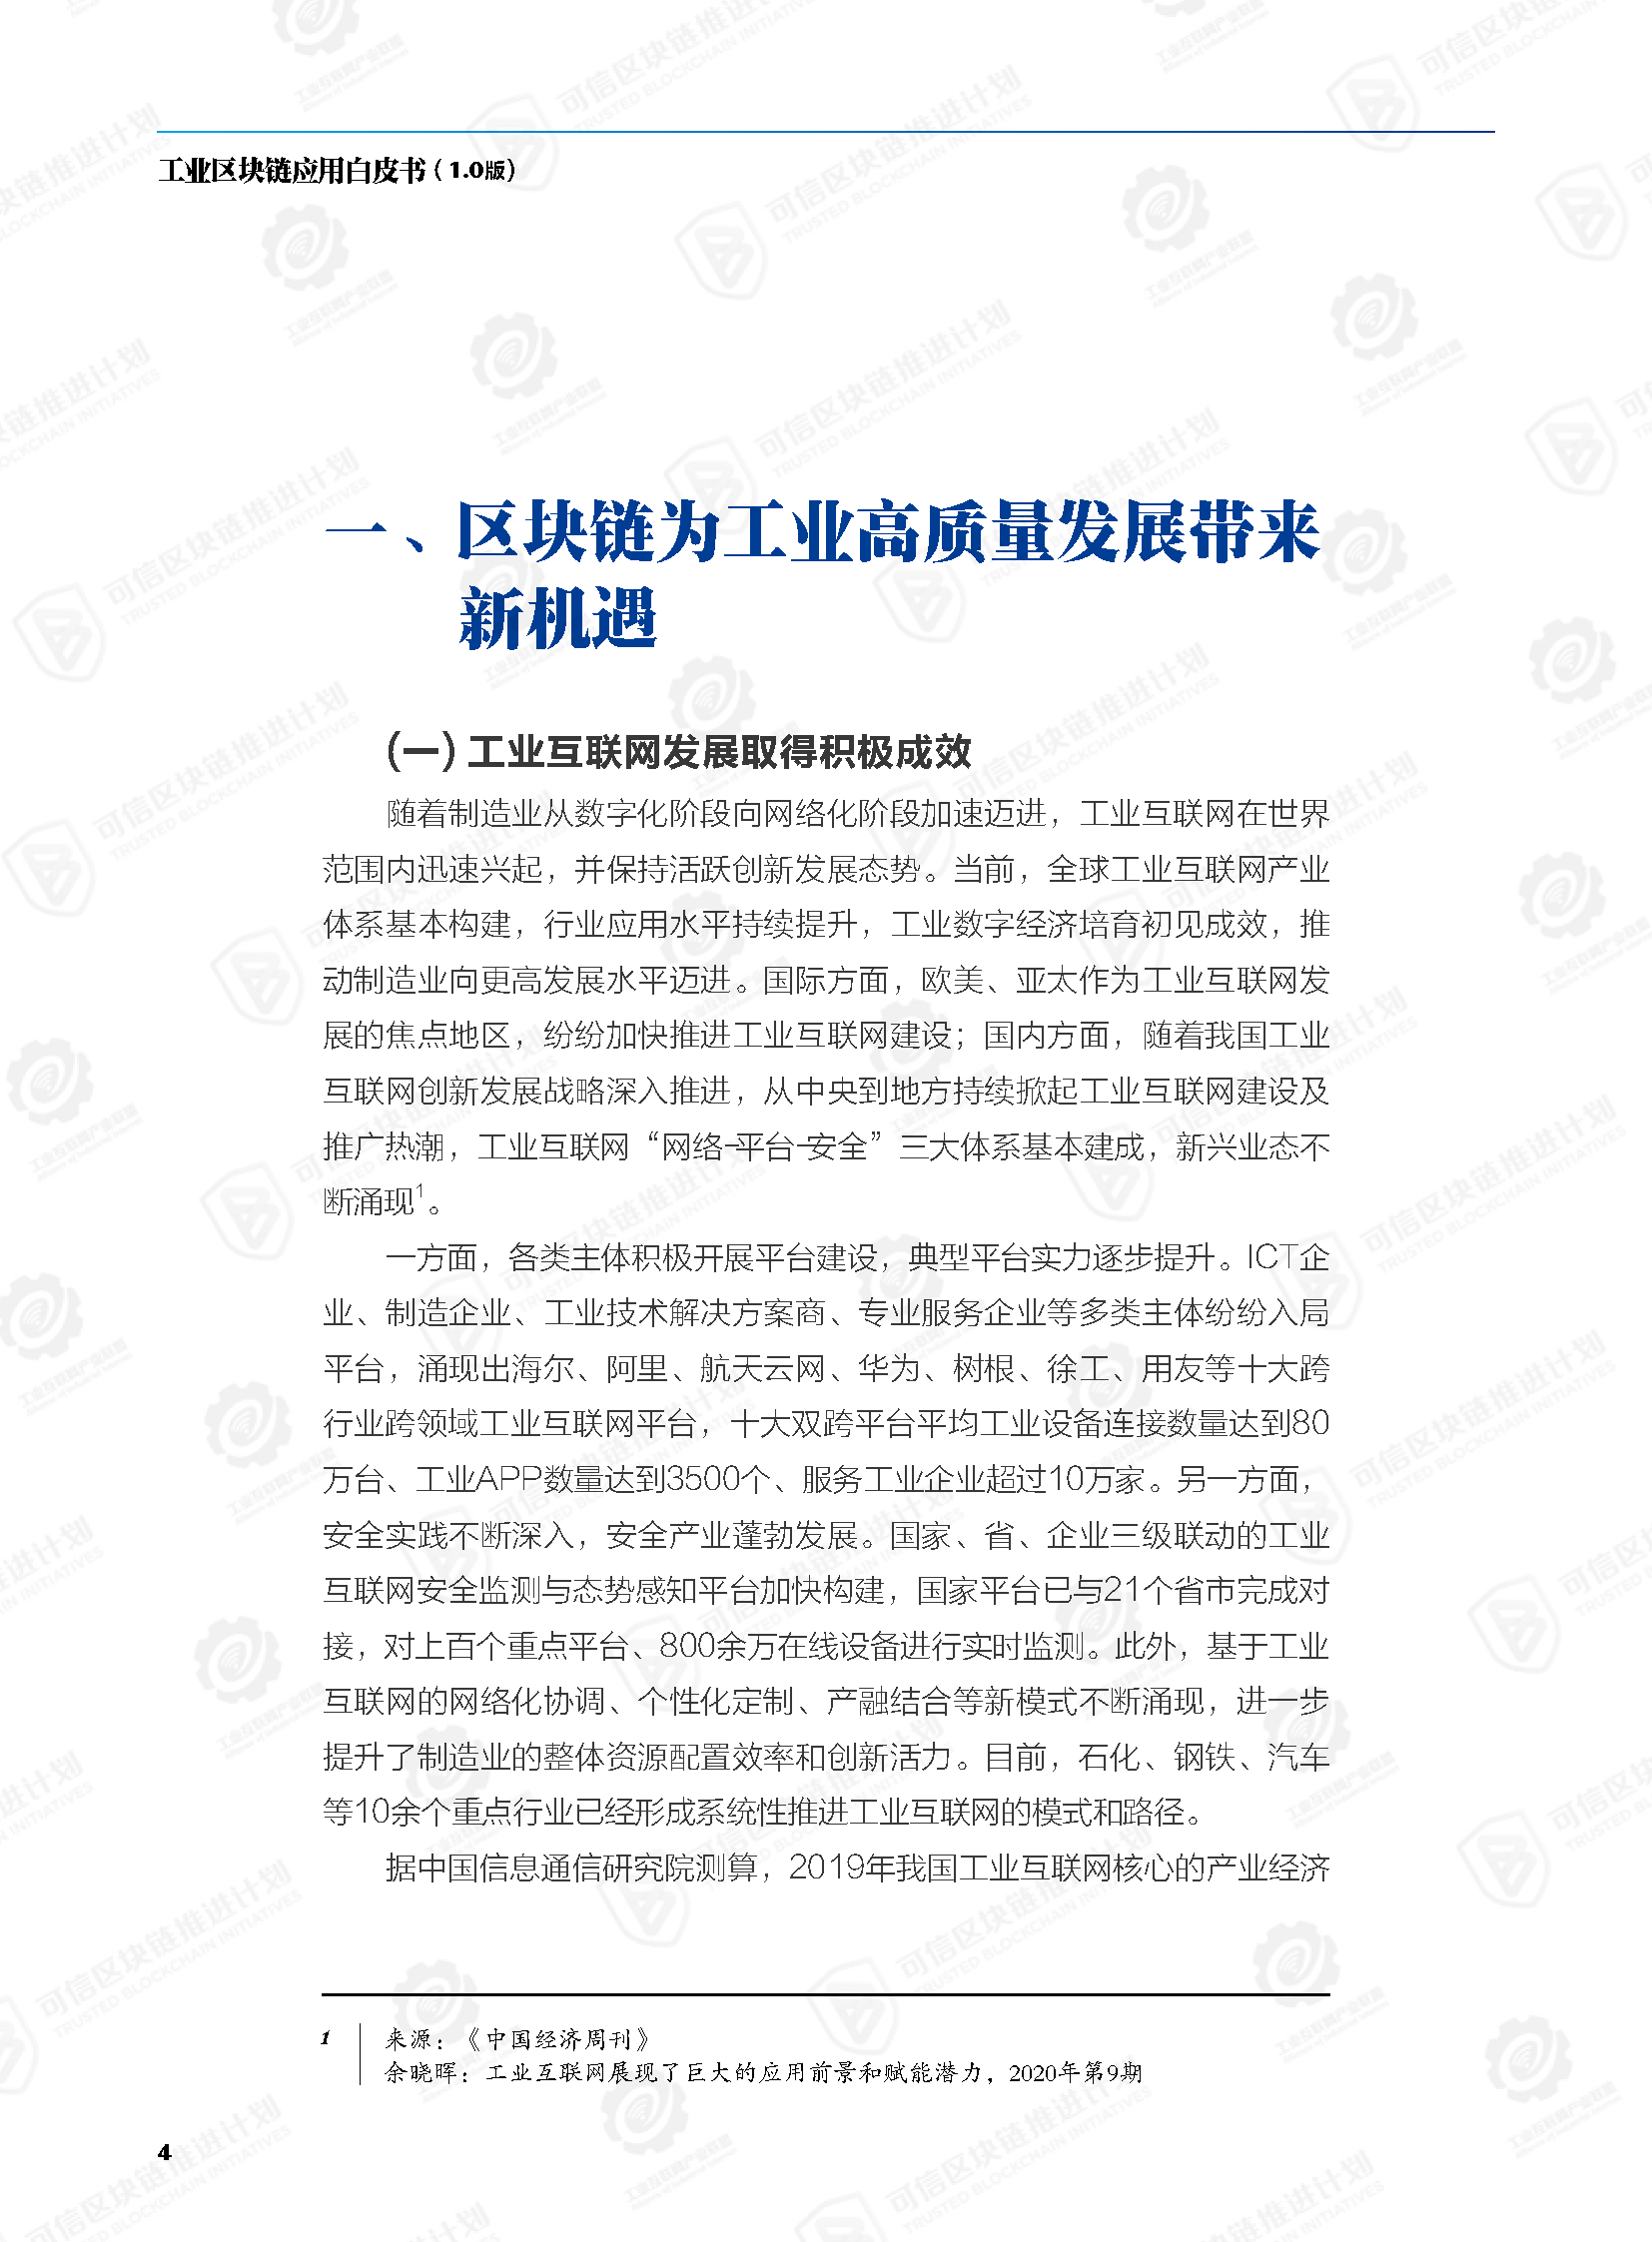 工业区块链应用白皮书（1.0版）
一、区块链为工业高质量发展带来
新机遇
(一) 工业互联网发展取得积极成效
随着制造业从数字化阶段向网络化阶段加速迈进，工业互联网在世界
范围内迅速兴起，并保持活跃创新发展态势。当前，全球工业互联网产业
体系基本构建，行业应用水平持续提升，工业数字经济培育初见成效，推
动制造业向更高发展水平迈进。国际方面，欧美、亚太作为工业互联网发
展的焦点地区，纷纷加快推进工业互联网建设；国内方面，随着我国工业
互联网创新发展战略深入推进，从中央到地方持续掀起工业互联网建设及
推广热潮，工业互联网“网络-平台-安全”三大体系基本建成，新兴业态不
断涌现1。
一方面，各类主体积极开展平台建设，典型平台实力逐步提升。ICT企
业、制造企业、工业技术解决方案商、专业服务企业等多类主体纷纷入局
平台，涌现出海尔、阿里、航天云网、华为、树根、徐工、用友等十大跨
行业跨领域工业互联网平台，十大双跨平台平均工业设备连接数量达到80
万台、工业APP数量达到3500个、服务工业企业超过10万家。另一方面，
安全实践不断深入，安全产业蓬勃发展。国家、省、企业三级联动的工业
互联网安全监测与态势感知平台加快构建，国家平台已与21个省市完成对
接，对上百个重点平台、800余万在线设备进行实时监测。此外，基于工业
互联网的网络化协调、个性化定制、产融结合等新模式不断涌现，进一步
提升了制造业的整体资源配置效率和创新活力。目前，石化、钢铁、汽车
等10余个重点行业已经形成系统性推进工业互联网的模式和路径。
据中国信息通信研究院测算，2019年我国工业互联网核心的产业经济
1 来源：《中国经济周刊》
余晓晖：工业互联网展现了巨大的应用前景和赋能潜力，2020年第9期
4
可信区块链推进计划
TRUSTED BLOCKCHAIN INITIATIVES
工业互联网产业联盟